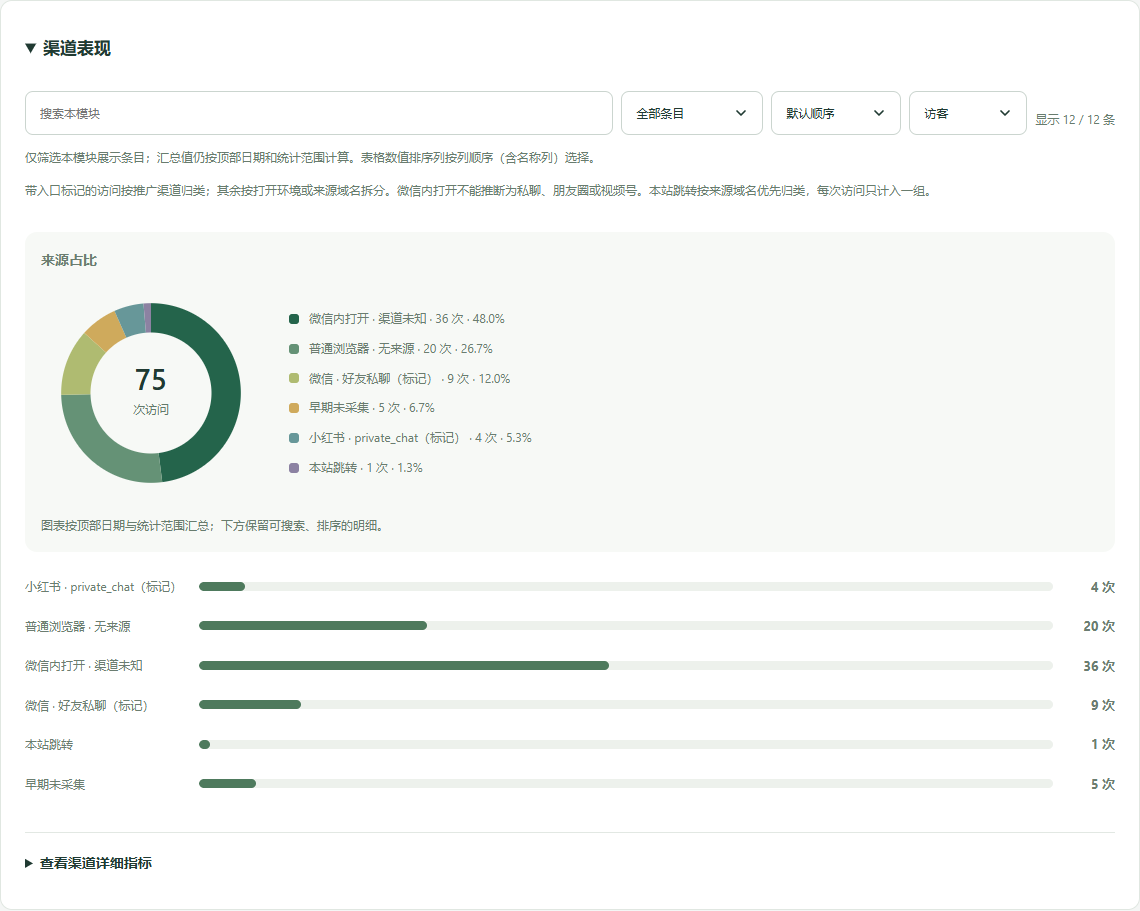 渠道表现
搜索本模块
全部条目
默认顺序
访客
显示 12 / 12 条
仅筛选本模块展示条目；汇总值仍按顶部日期和统计范围计算。表格数值排序列按列顺序（含名称列）选择。
带入口标记的访问按推广渠道归类；其余按打开环境或来源域名拆分。微信内打开不能推断为私聊、朋友圈或视频号。本站跳转按来源域名优先归类，每次访问只计入一组。
来源占比
75
次访问
微信内打开 · 渠道未知 · 36 次 · 48.0%
普通浏览器 · 无来源 · 20 次 · 26.7%
微信 · 好友私聊（标记） · 9 次 · 12.0%
早期未采集 · 5 次 · 6.7%
小红书 · private_chat（标记） · 4 次 · 5.3%
本站跳转 · 1 次 · 1.3%
图表按顶部日期与统计范围汇总；下方保留可搜索、排序的明细。
小红书 · private_chat（标记） 4 次
普通浏览器 · 无来源 20 次
微信内打开 · 渠道未知 36 次
微信 · 好友私聊（标记） 9 次
本站跳转 1 次
早期未采集 5 次
查看渠道详细指标